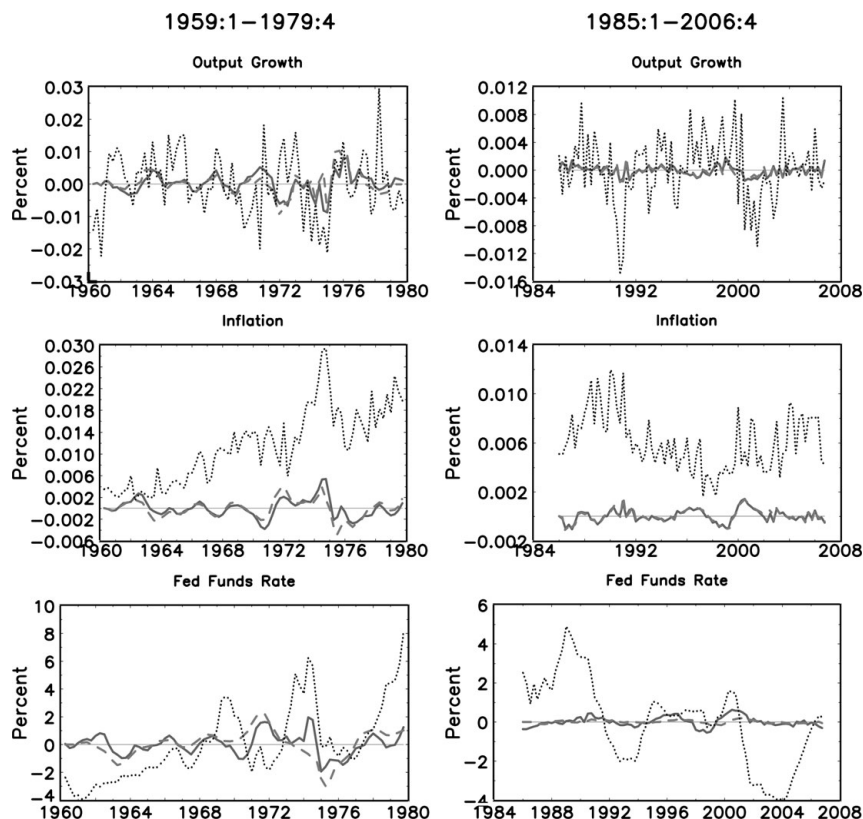 1959:1–1979:4
1985:1–2006:4
Output Growth
Percent
0.03
0.02
0.01
0.00
−0.01
−0.02
−0.03
1960 1964 1968 1972 1976 1980
Output Growth
Percent
0.012
0.008
0.004
0.000
−0.004
−0.008
−0.012
−0.016
1984 1992 2000 2008
Inflation
Percent
0.030
0.026
0.022
0.018
0.014
0.010
0.006
0.002
−0.002
−0.006
1960 1964 1968 1972 1976 1980
Inflation
Percent
0.014
0.010
0.006
0.002
−0.002
1984 1992 2000 2008
Fed Funds Rate
Percent
10
8
6
4
2
0
−2
−4
1960 1964 1968 1972 1976 1980
Fed Funds Rate
Percent
6
4
2
0
−2
−4
1984 1988 1992 1996 2000 2004 2008